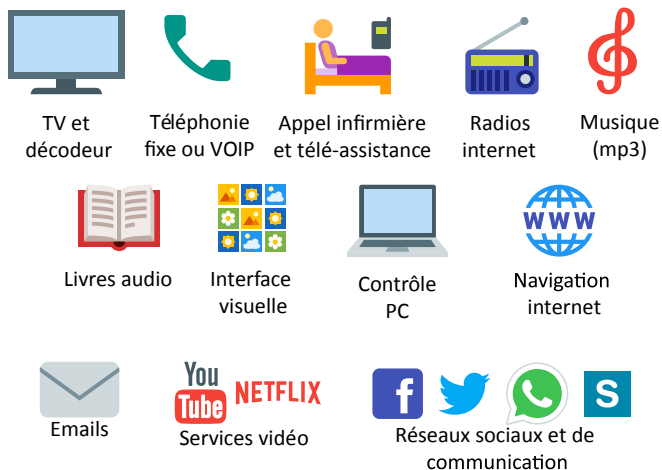 TV et
décodeur
Téléphonie
fixe ou VOIP
Appel infirmière
et télé-assistance
Radios
internet
Musique
(mp3)
Livres audio
Interface
visuelle
Contrôle
PC
WWW
Navigation
internet
Emails
You
Tube
NETFLIX
Services vidéo
f
S
Réseaux sociaux et de
communication